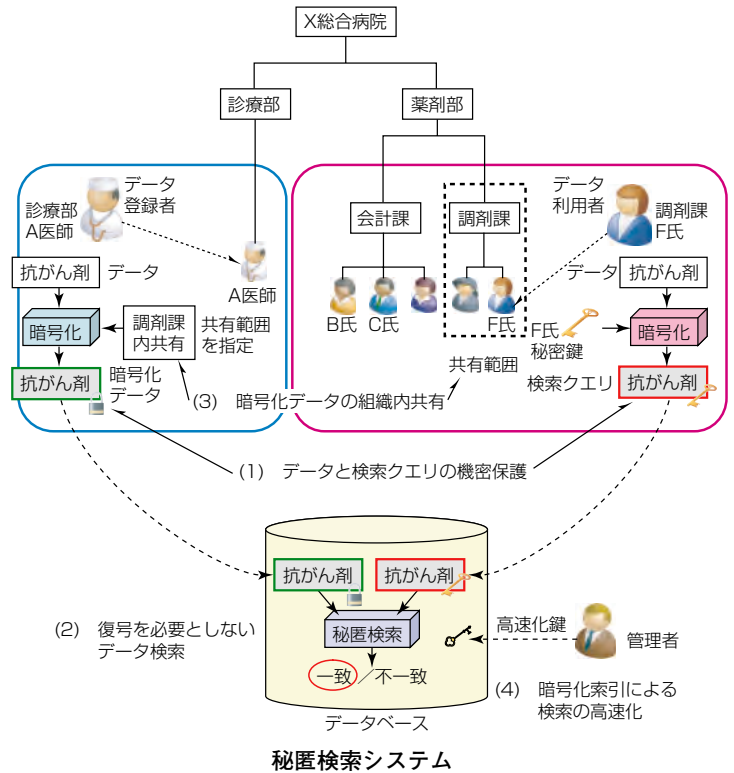 X総合病院
診療部
薬剤部
診療部
A医師
データ
登録者
A医師
抗がん剤
データ
暗号化
調剤課
内共有
共有範囲
を指定
抗がん剤
暗号化
データ
会計課
調剤課
B氏
C氏
F氏
データ
利用者
調剤課
F氏
データ
抗がん剤
F氏
秘密鍵
暗号化
共有範囲
検索クエリ
抗がん剤
(3) 暗号化データの組織内共有
(1) データと検索クエリの機密保護
抗がん剤
抗がん剤
(2) 復号を必要としない
データ検索
秘匿検索
高速化鍵
管理者
一致／不一致
(4) 暗号化索引による
検索の高速化
データベース
秘匿検索システム